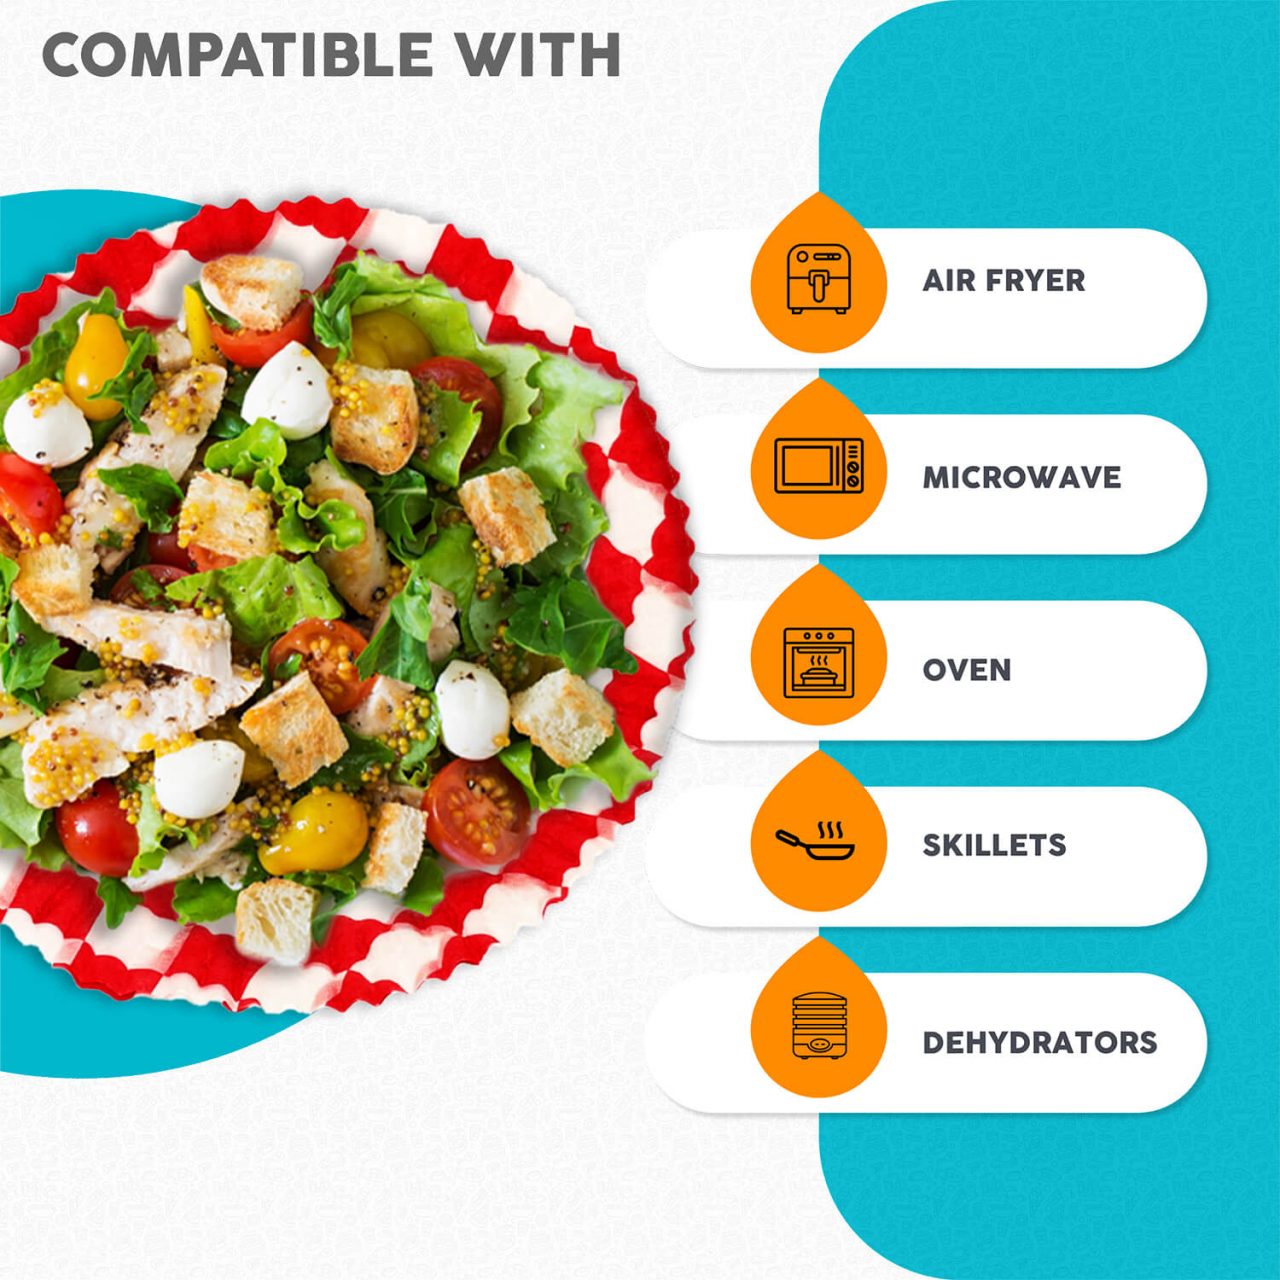 COMPATIBLE WITH
AIR FRYER
MICROWAVE
OVEN
SKILLETS
DEHYDRATORS